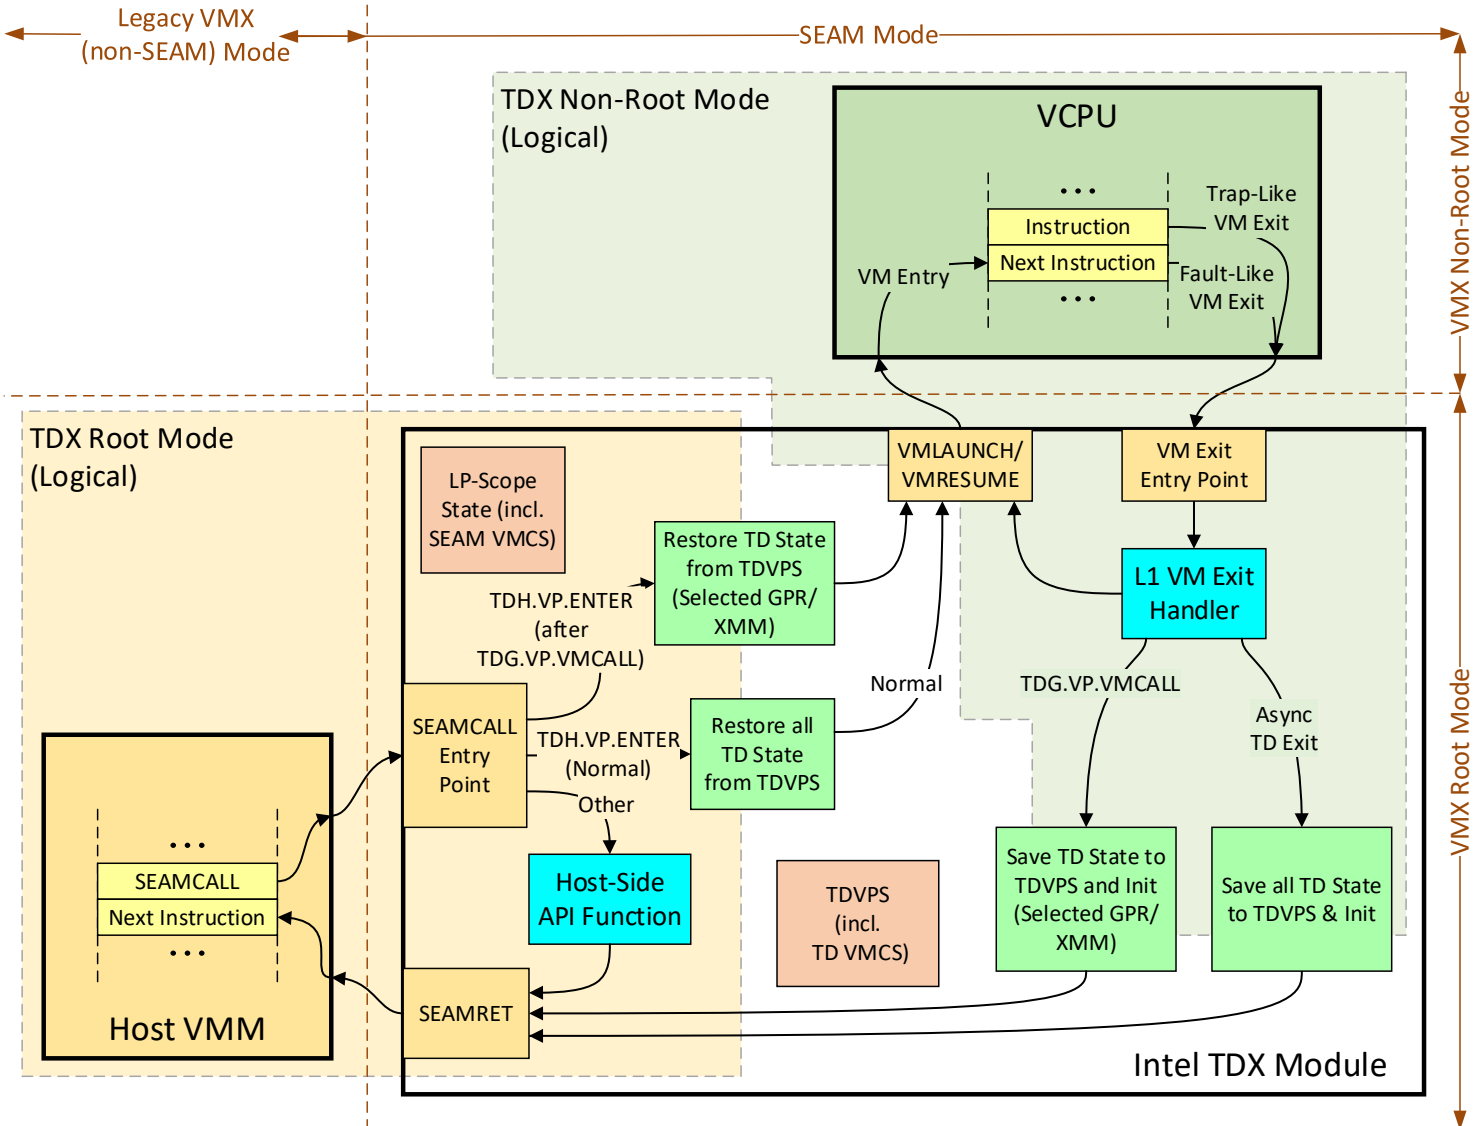 Legacy VMX
(non-SEAM) Mode
SEAM Mode
TDX Non-Root Mode
(Logical)
VCPU
• • •
Instruction
Next Instruction
• • •
Trap-Like
VM Exit
Fault-Like
VM Exit
VM Entry
VMX Non-Root Mode
TDX Root Mode
(Logical)
LP-Scope
State (incl.
SEAM VMCS)
VMLAUNCH/
VMRESUME
VM Exit
Entry Point
Restore TD State
from TDVPS
(Selected GPR/
XMM)
L1 VM Exit
Handler
TDH.VP.ENTER
(after
TDG.VP.VMCALL)
Normal
TDG.VP.VMCALL
Async
TD Exit
SEAMCALL
Entry
Point
TDH.VP.ENTER
(Normal)
Restore all
TD State
from TDVPS
Other
VMX Root Mode
• • •
SEAMCALL
Next Instruction
• • •
Host VMM
Host-Side
API Function
TDVPS
(incl.
TD VMCS)
Save TD State to
TDVPS and Init
(Selected GPR/
XMM)
Save all TD State
to TDVPS & Init
SEAMRET
Intel TDX Module